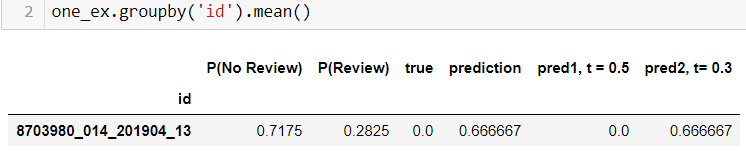 2 one_ex.groupby('id').mean()
P(No Review) P(Review) true prediction pred1, t = 0.5 pred2, t= 0.3
id
8703980_014_201904_13 0.7175 0.2825 0.0 0.666667 0.0 0.666667